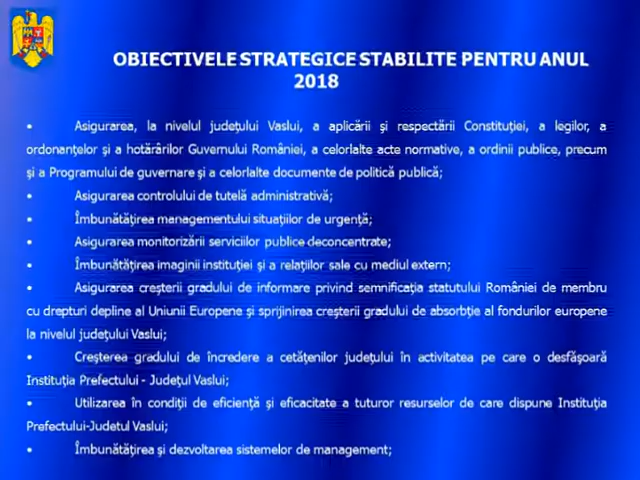 OBIECTIVELE STRATEGICE STABILITE PENTRU ANUL
2018
• Asigurarea, la nivelul judeţului Vaslui, a aplicării şi respectării Constituţiei, a legilor, a
ordonanţelor şi a hotărârilor Guvernului României, a celorlalte acte normative, a ordinii publice, precum
şi a Programului de guvernare şi a celorlalte documente de politică publică;
• Asigurarea controlului de tutelă administrativă;
• Îmbunătăţirea managementului situaţiilor de urgenţă;
• Asigurarea monitorizării serviciilor publice deconcentrate;
• Îmbunătăţirea imaginii instituţiei şi a relaţiilor sale cu mediul extern;
• Asigurarea creşterii gradului de informare privind semnificaţia statutului României de membru
cu drepturi depline al Uniunii Europene şi sprijinirea creşterii gradului de absorbţie al fondurilor europene
la nivelul judeţului Vaslui;
• Creşterea gradului de încredere a cetăţenilor judeţului în activitatea pe care o desfăşoară
Instituţia Prefectului - Judeţul Vaslui;
• Utilizarea în condiţii de eficienţă şi eficacitate a tuturor resurselor de care dispune Instituţia
Prefectului-Judetul Vaslui;
• Îmbunătăţirea şi dezvoltarea sistemelor de management;